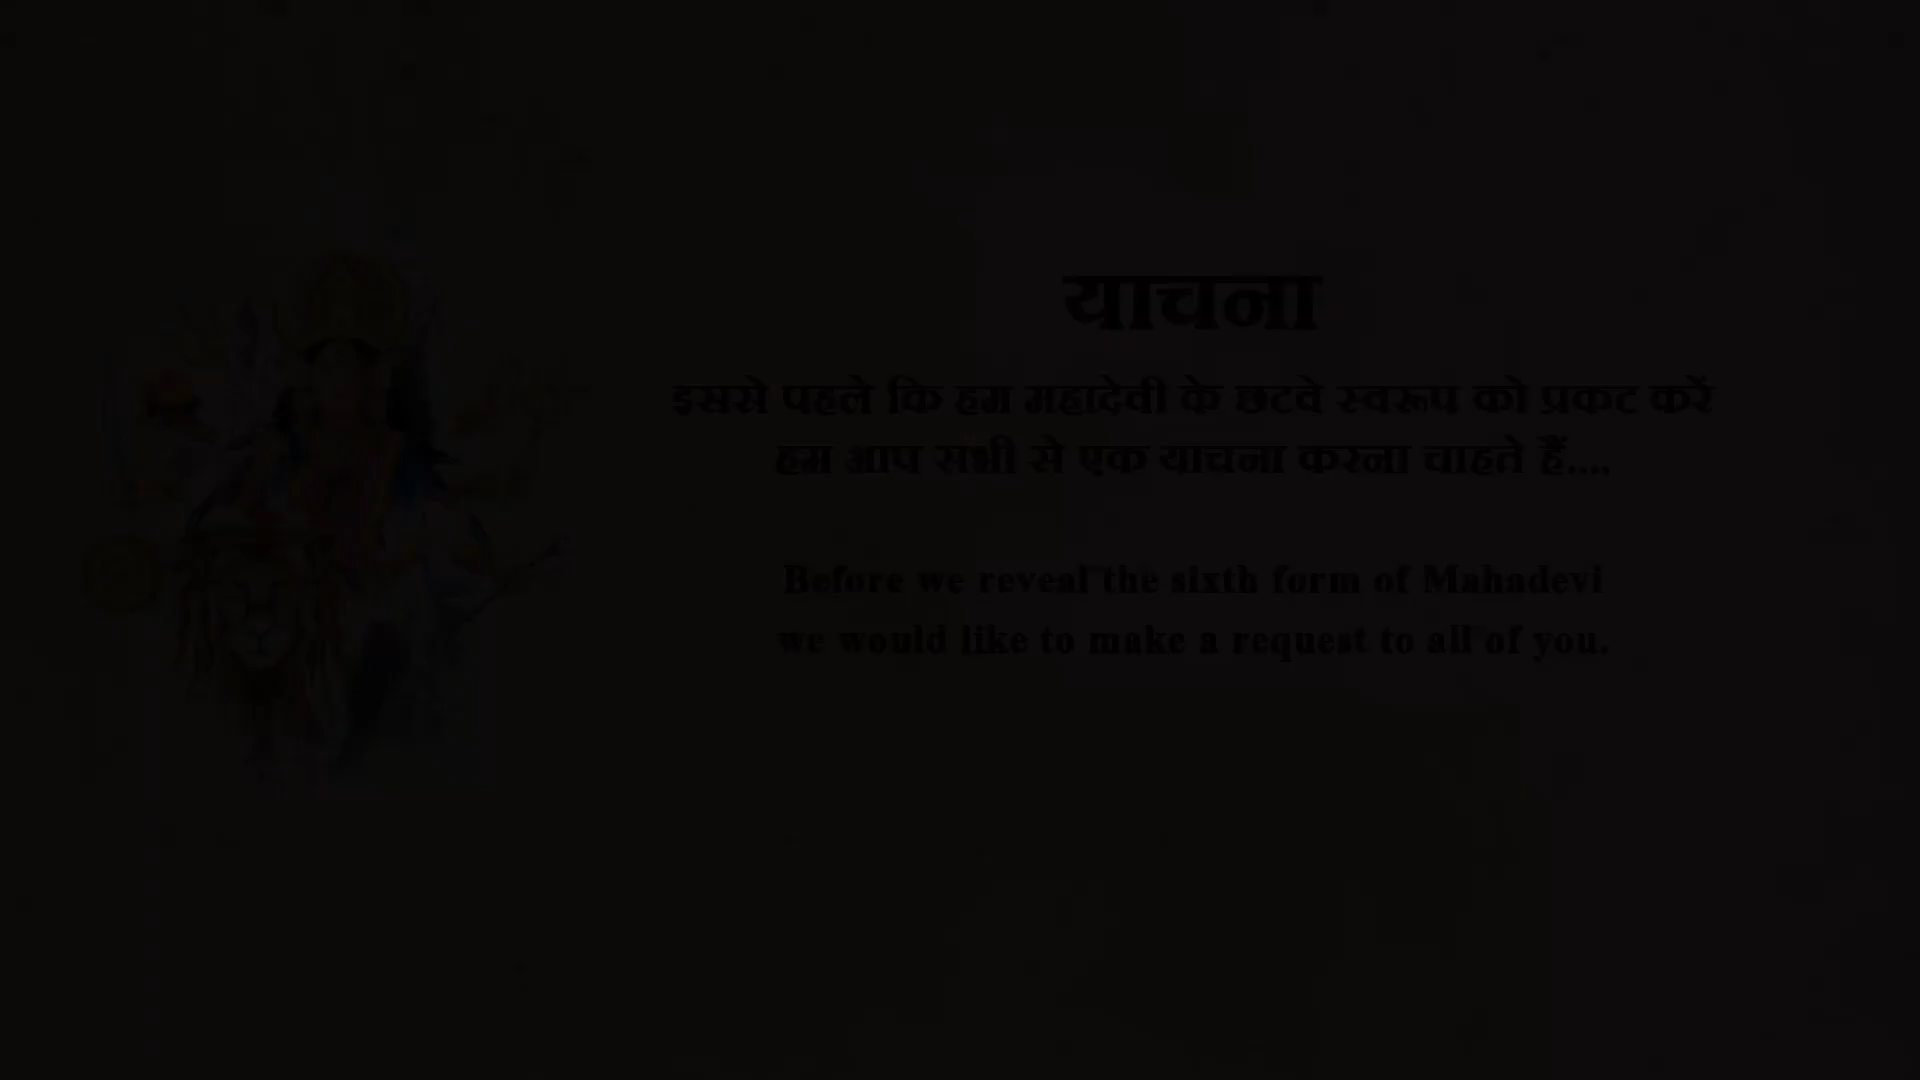 याचना
इससे पहले कि हम महादेवी के छटवे स्वरूप को प्रकट करें
हम आप सभी से एक याचना करना चाहते हैं....
Before we reveal the sixth form of Mahadevi
we would like to make a request to all of you.